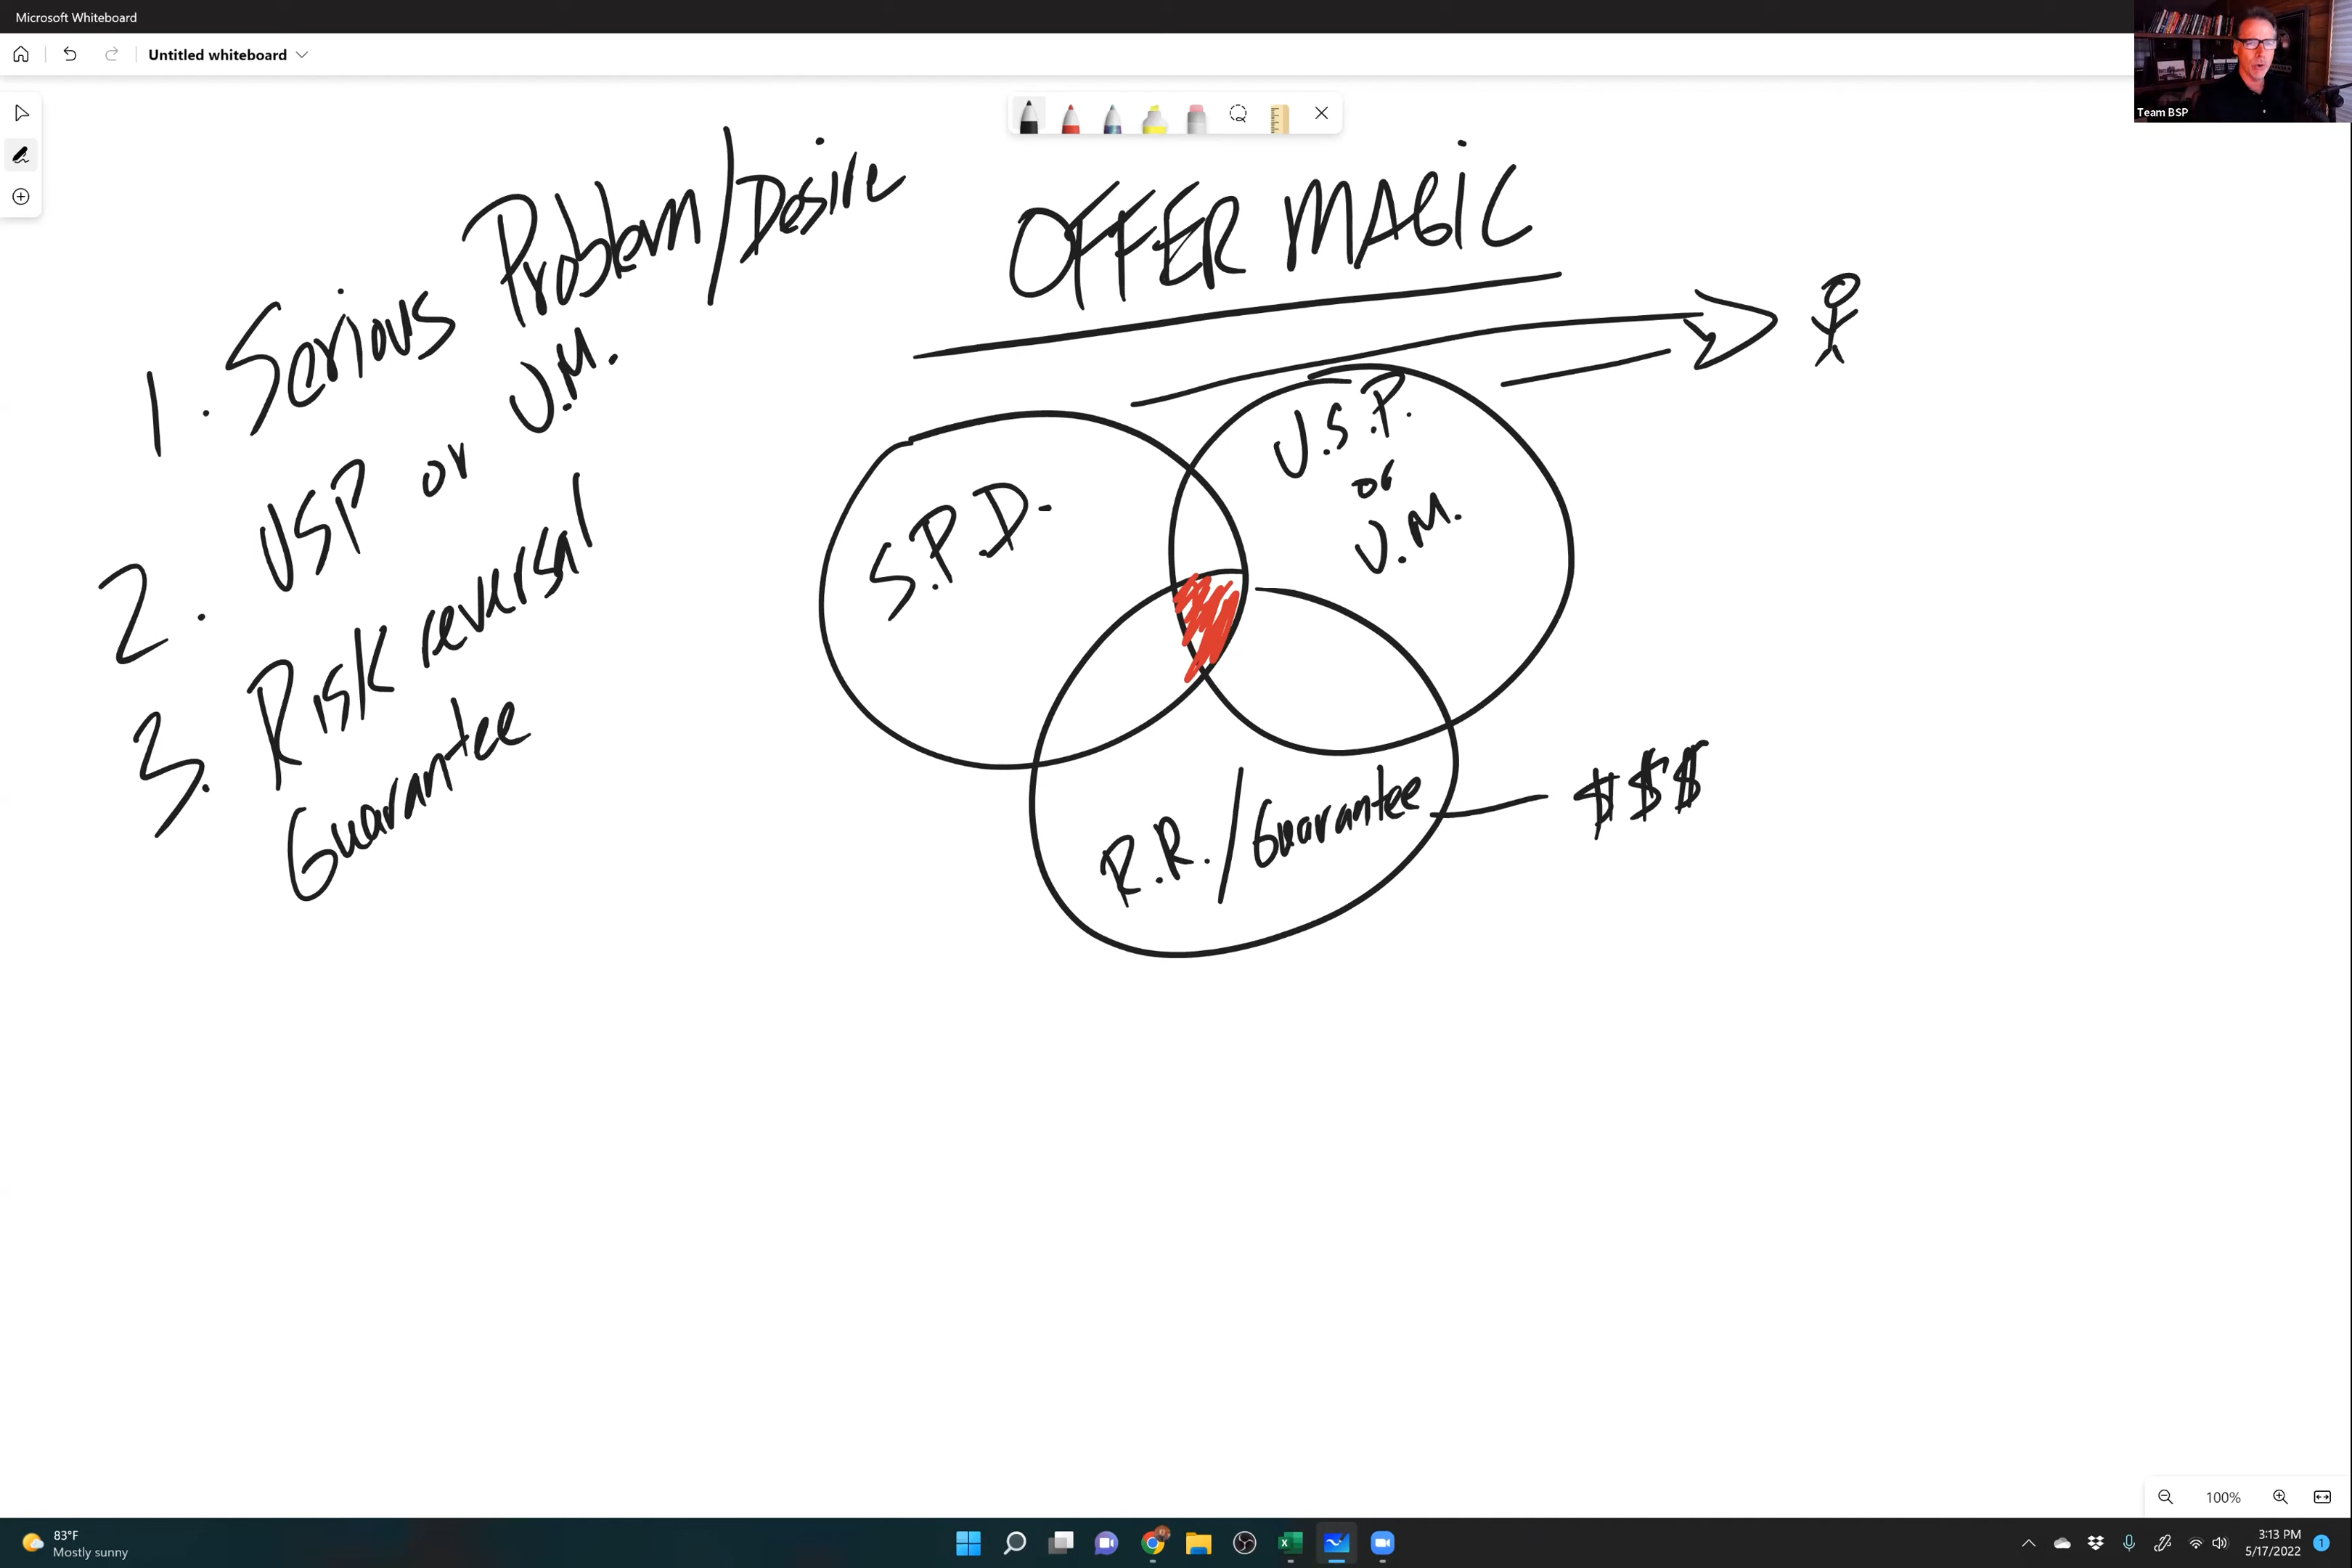 Microsoft Whiteboard
Untitled whiteboard
Team BSP
1. Serious Problem/Desire
2. USP or U.M.
3. Risk reversal
Guarantee
OFFER MAGIC
S.P.D.
U.S.P.
or
U.M.
R.R./Guarantee
$$$
100%
83°F
Mostly sunny
3:13 PM
5/17/2022
1